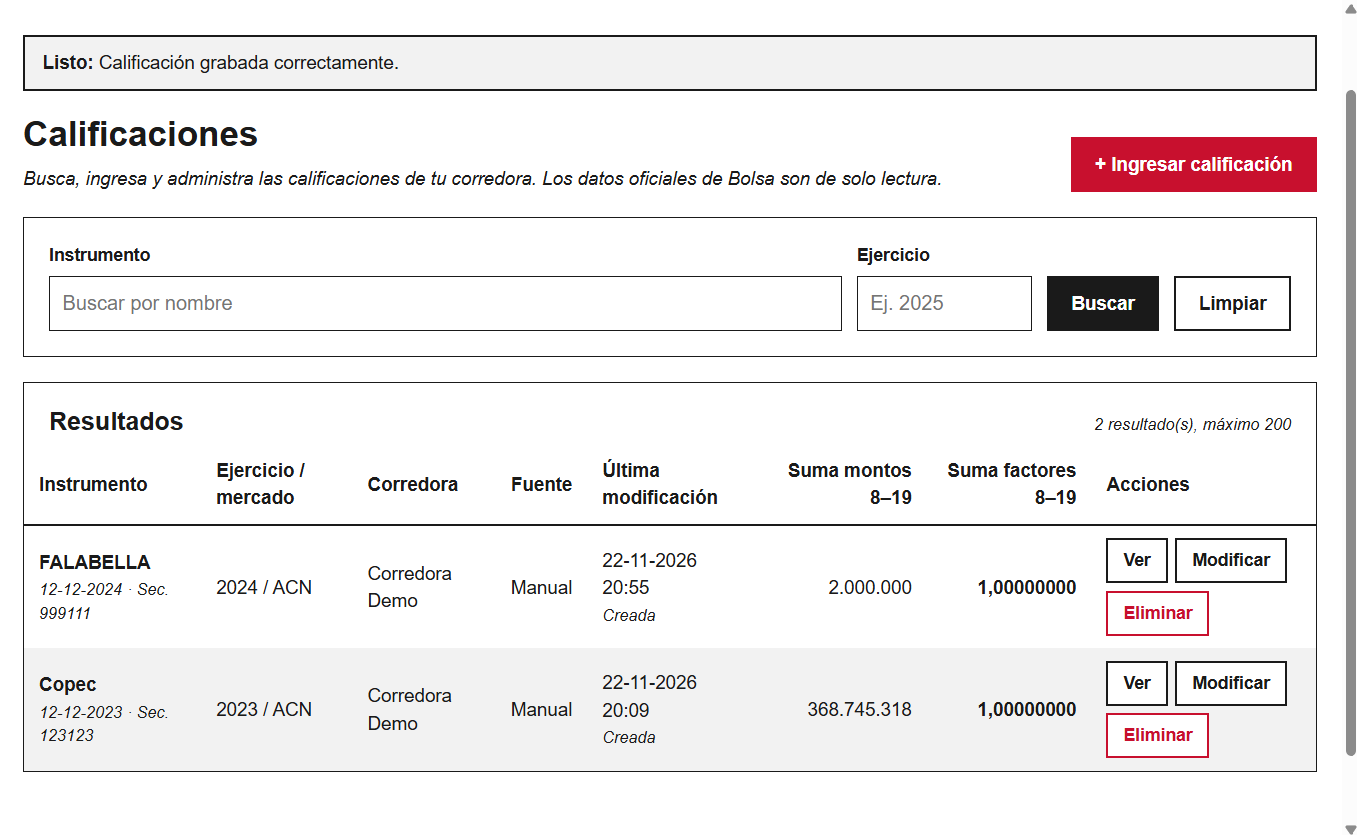 Listo: Calificación grabada correctamente.
Calificaciones
Busca, ingresa y administra las calificaciones de tu corredora. Los datos oficiales de Bolsa son de solo lectura.
+ Ingresar calificación
Instrumento
Ejercicio
Buscar por nombre
Ej. 2025
Buscar
Limpiar
Resultados
2 resultado(s), máximo 200
Instrumento
Ejercicio /
mercado
Corredora
Fuente
Última
modificación
Suma montos
8–19
Suma factores
8–19
Acciones
FALABELLA
12-12-2024 · Sec.
999111
2024 / ACN
Corredora
Demo
Manual
22-11-2026
20:55
Creada
2.000.000
1,00000000
Ver
Modificar
Eliminar
Copec
12-12-2023 · Sec.
123123
2023 / ACN
Corredora
Demo
Manual
22-11-2026
20:09
Creada
368.745.318
1,00000000
Ver
Modificar
Eliminar